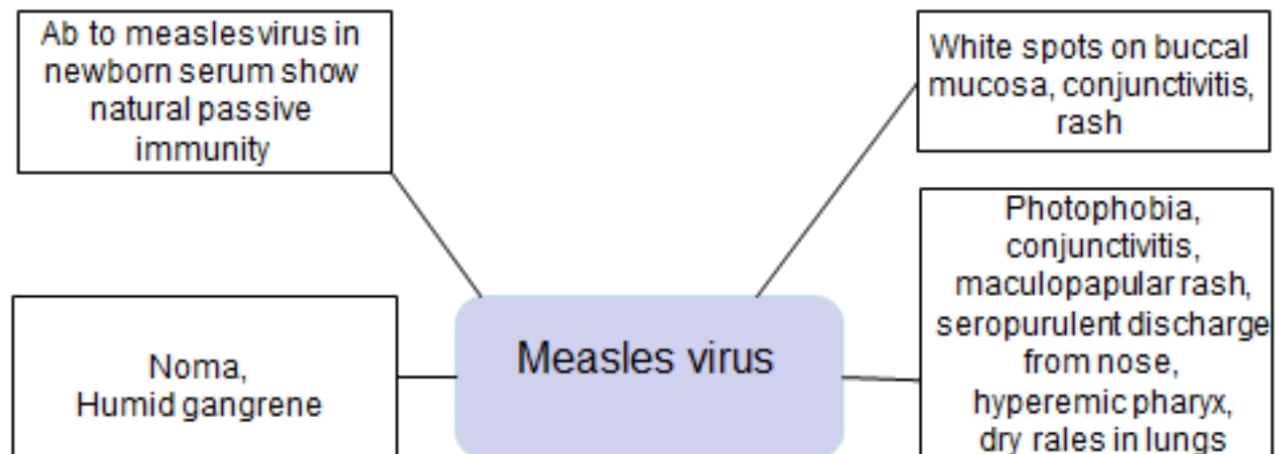 Ab to measles virus in
newborn serum show
natural passive
immunity
White spots on buccal
mucosa, conjunctivitis,
rash
Photophobia,
conjunctivitis,
maculopapular rash,
seropurulent discharge
from nose,
hyperemic pharyx,
dry rales in lungs
Noma,
Humid gangrene
Measles virus